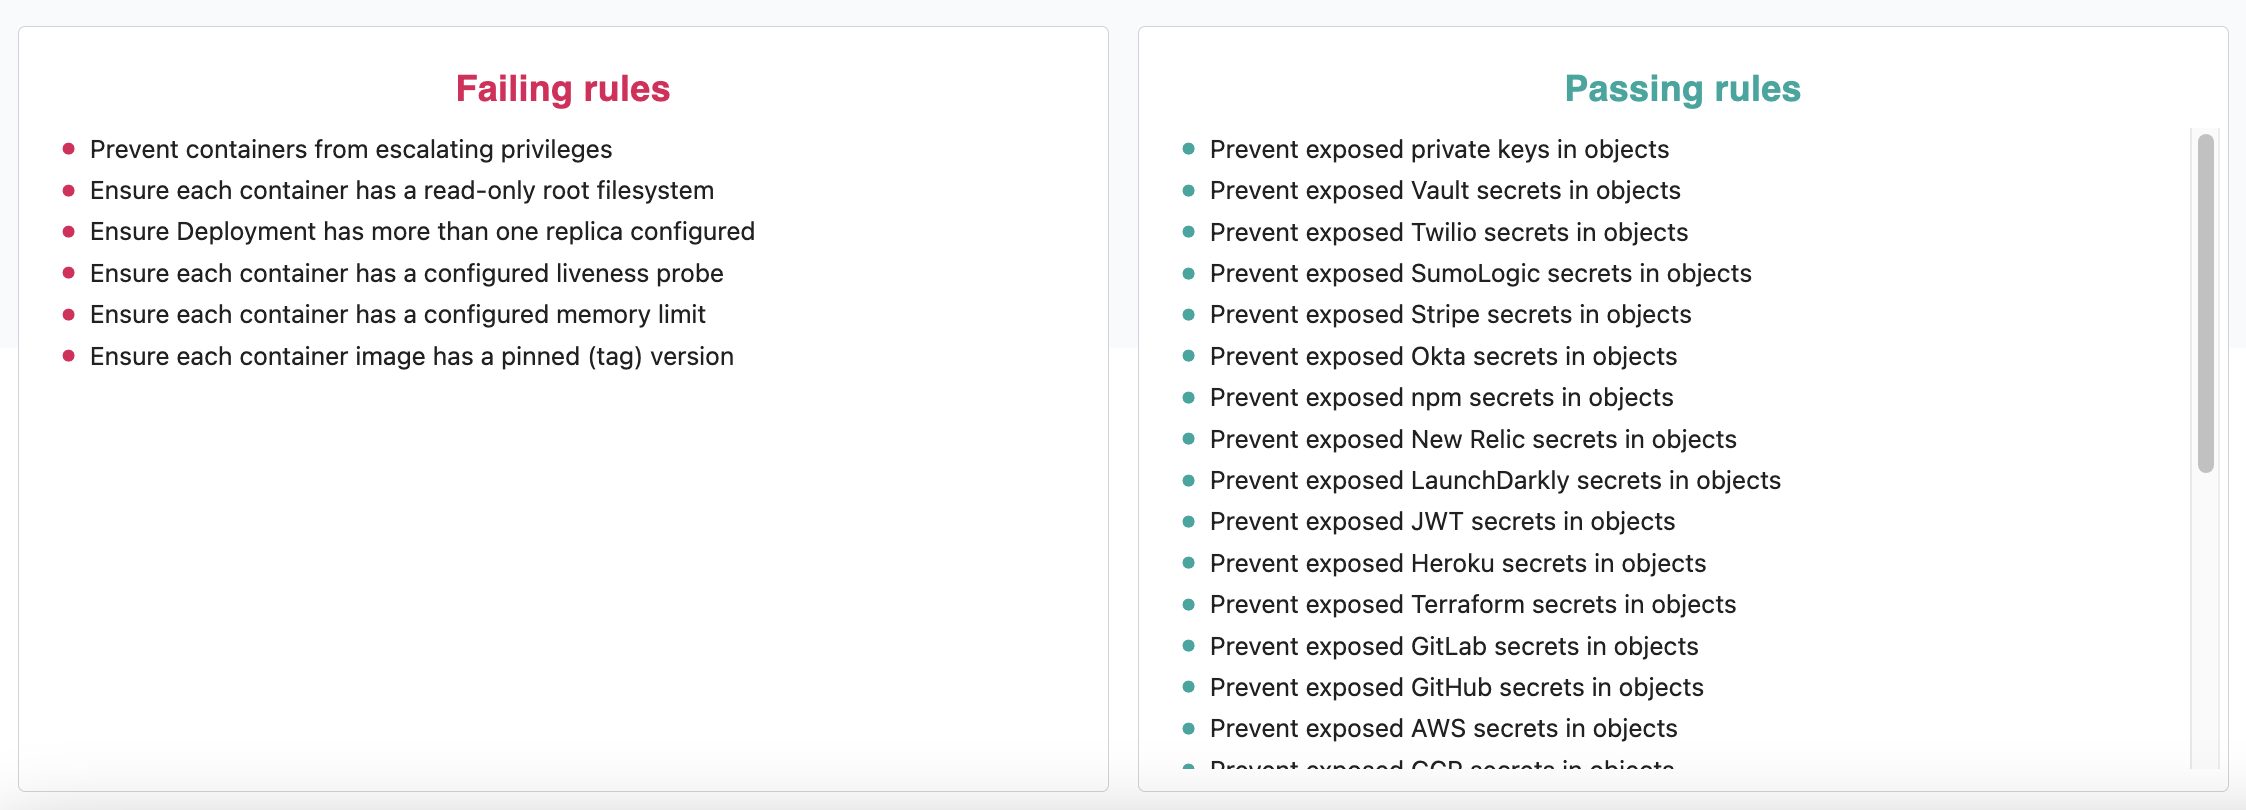 Failing rules
Prevent containers from escalating privileges
Ensure each container has a read-only root filesystem
Ensure Deployment has more than one replica configured
Ensure each container has a configured liveness probe
Ensure each container has a configured memory limit
Ensure each container image has a pinned (tag) version
Passing rules
Prevent exposed private keys in objects
Prevent exposed Vault secrets in objects
Prevent exposed Twilio secrets in objects
Prevent exposed SumoLogic secrets in objects
Prevent exposed Stripe secrets in objects
Prevent exposed Okta secrets in objects
Prevent exposed npm secrets in objects
Prevent exposed New Relic secrets in objects
Prevent exposed LaunchDarkly secrets in objects
Prevent exposed JWT secrets in objects
Prevent exposed Heroku secrets in objects
Prevent exposed Terraform secrets in objects
Prevent exposed GitLab secrets in objects
Prevent exposed GitHub secrets in objects
Prevent exposed AWS secrets in objects
Prevent exposed GCP secrets in objects